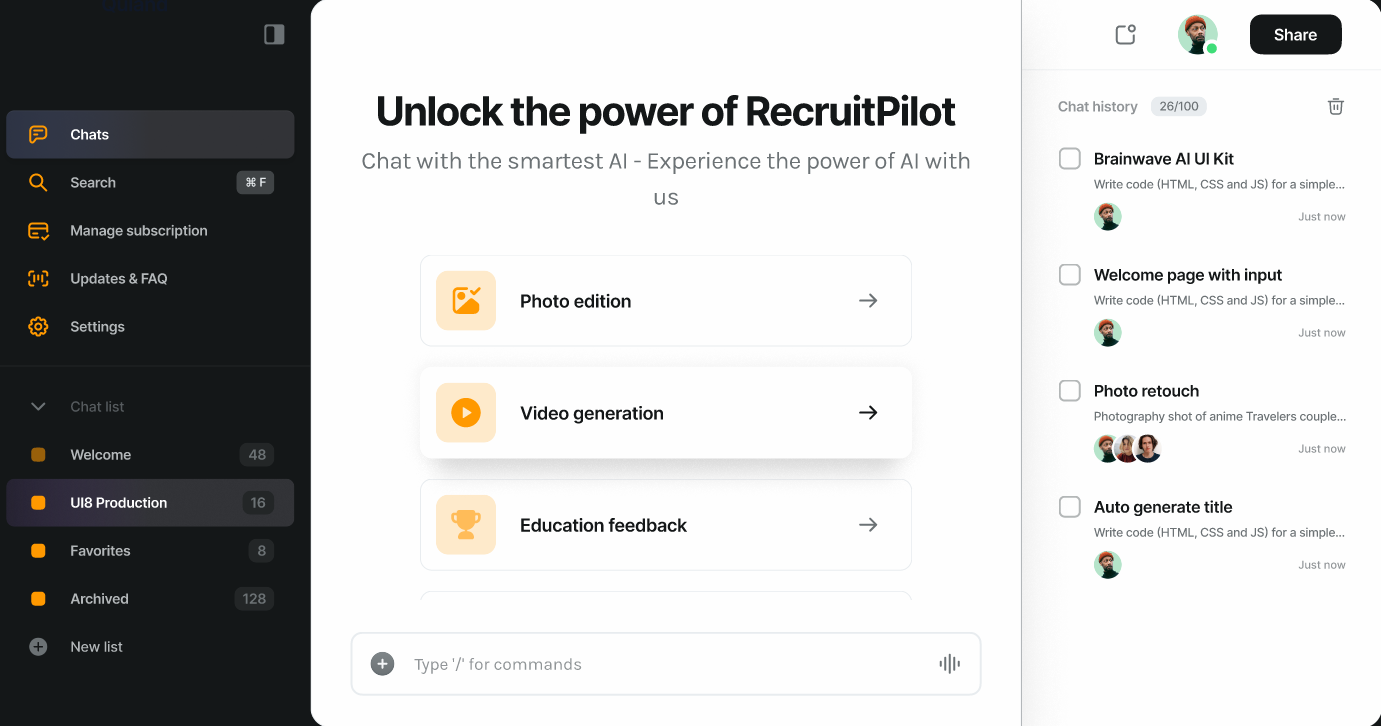 Chats
Search
⌘ F
Manage subscription
Updates & FAQ
Settings
Chat list
Welcome
48
UI8 Production
16
Favorites
8
Archived
128
New list
Unlock the power of RecruitPilot
Chat with the smartest AI - Experience the power of AI with
us
Photo edition
Video generation
Education feedback
Type '/' for commands
Share
Chat history
26/100
Brainwave AI UI Kit
Write code (HTML, CSS and JS) for a simple...
Just now
Welcome page with input
Write code (HTML, CSS and JS) for a simple...
Just now
Photo retouch
Photography shot of anime Travelers couple...
Just now
Auto generate title
Write code (HTML, CSS and JS) for a simple...
Just now